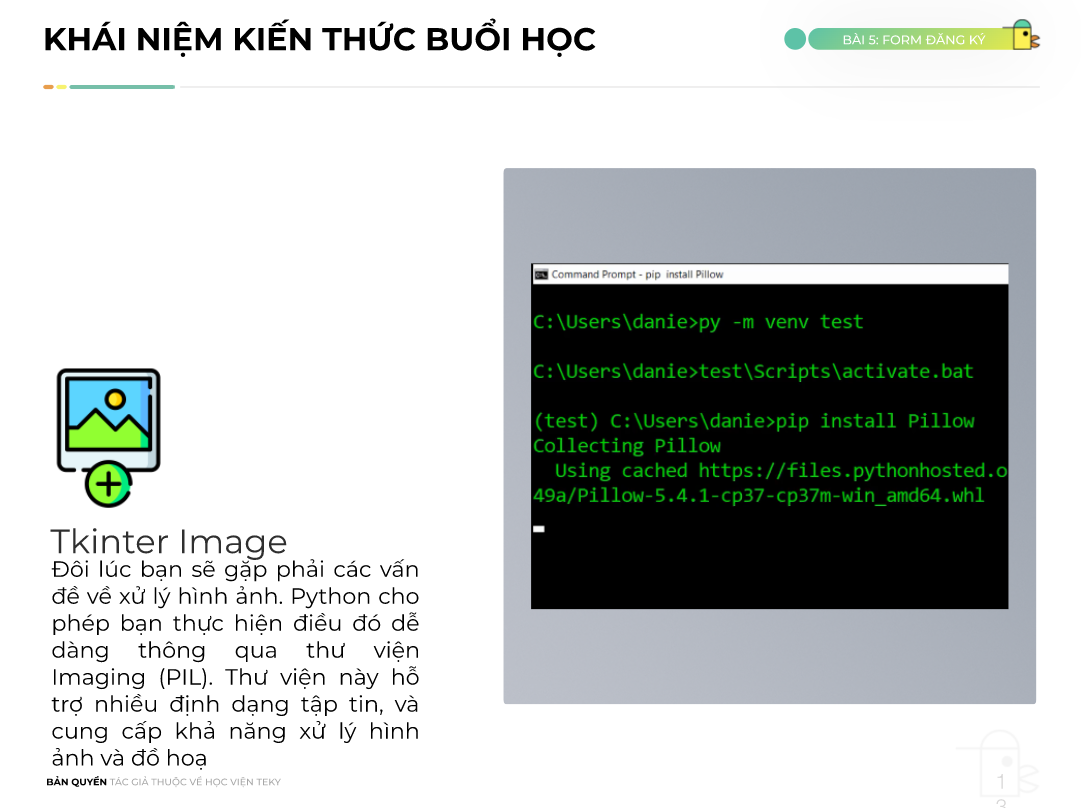 KHÁI NIỆM KIẾN THỨC BUỔI HỌC
BÀI 5: FORM ĐĂNG KÝ
Command Prompt - pip install Pillow
C:\Users\danie>py -m venv test
C:\Users\danie>test\Scripts\activate.bat
(test) C:\Users\danie>pip install Pillow
Collecting Pillow
Using cached https://files.pythonhosted.o
49a/Pillow-5.4.1-cp37-cp37m-win_amd64.whl
Tkinter Image
Đôi lúc bạn sẽ gặp phải các vấn
đề về xử lý hình ảnh. Python cho
phép bạn thực hiện điều đó dễ
dàng thông qua thư viện
Imaging (PIL). Thư viện này hỗ
trợ nhiều định dạng tập tin, và
cung cấp khả năng xử lý hình
ảnh và đồ hoạ
BẢN QUYỀN TÁC GIẢ THUỘC VỀ HỌC VIỆN TEKY
1
3